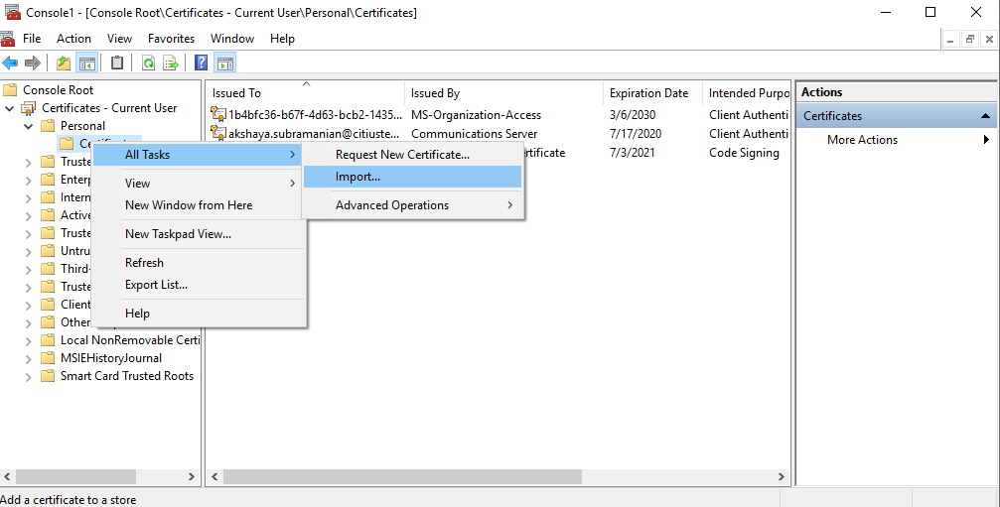 Console1 - [Console Root\Certificates - Current User\Personal\Certificates]
File Action View Favorites Window Help
Console Root
Certificates - Current User
Personal
Issued To Issued By Expiration Date Intended Purpo
1b4bfc36-b67f-4d63-bcb2-1435... MS-Organization-Access 3/6/2030 Client Authenti
akshaya.subramanian@citiuste... Communications Server 7/17/2020 Client Authenti
ertificate 7/3/2021 Code Signing
Actions
Certificates
More Actions
All Tasks
View
New Window from Here
New Taskpad View...
Refresh
Export List...
Help
Request New Certificate...
Import...
Advanced Operations
Certific
Truste
Enterp
Intern
Active
Truste
Untru
Third-
Truste
Client
Other
Local NonRemovable Certi
MSIEHistoryJournal
Smart Card Trusted Roots
Add a certificate to a store